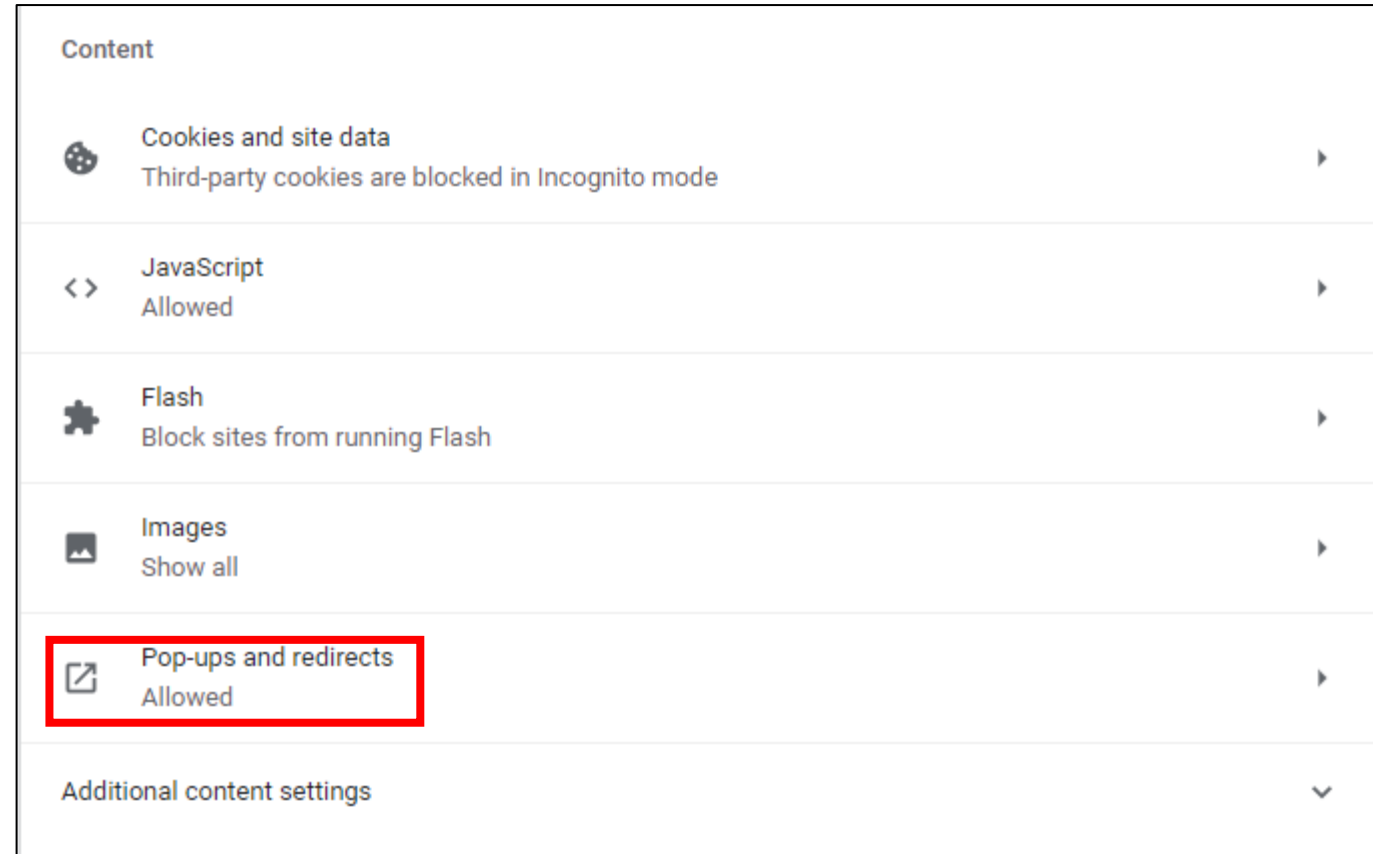 Content
Cookies and site data
Third-party cookies are blocked in Incognito mode
JavaScript
Allowed
Flash
Block sites from running Flash
Images
Show all
Pop-ups and redirects
Allowed
Additional content settings